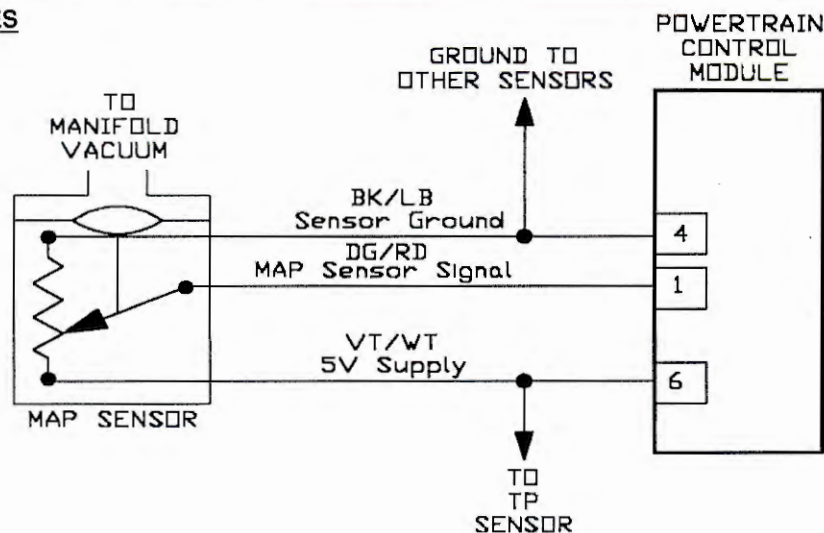 ES
POWERTRAIN
CONTROL
MODULE
GROUND TO
OTHER SENSORS
TO
MANIFOLD
VACUUM
BK/LB
Sensor Ground
4
DG/RD
MAP Sensor Signal
1
VT/WT
5V Supply
6
MAP SENSOR
TO
TP
SENSOR